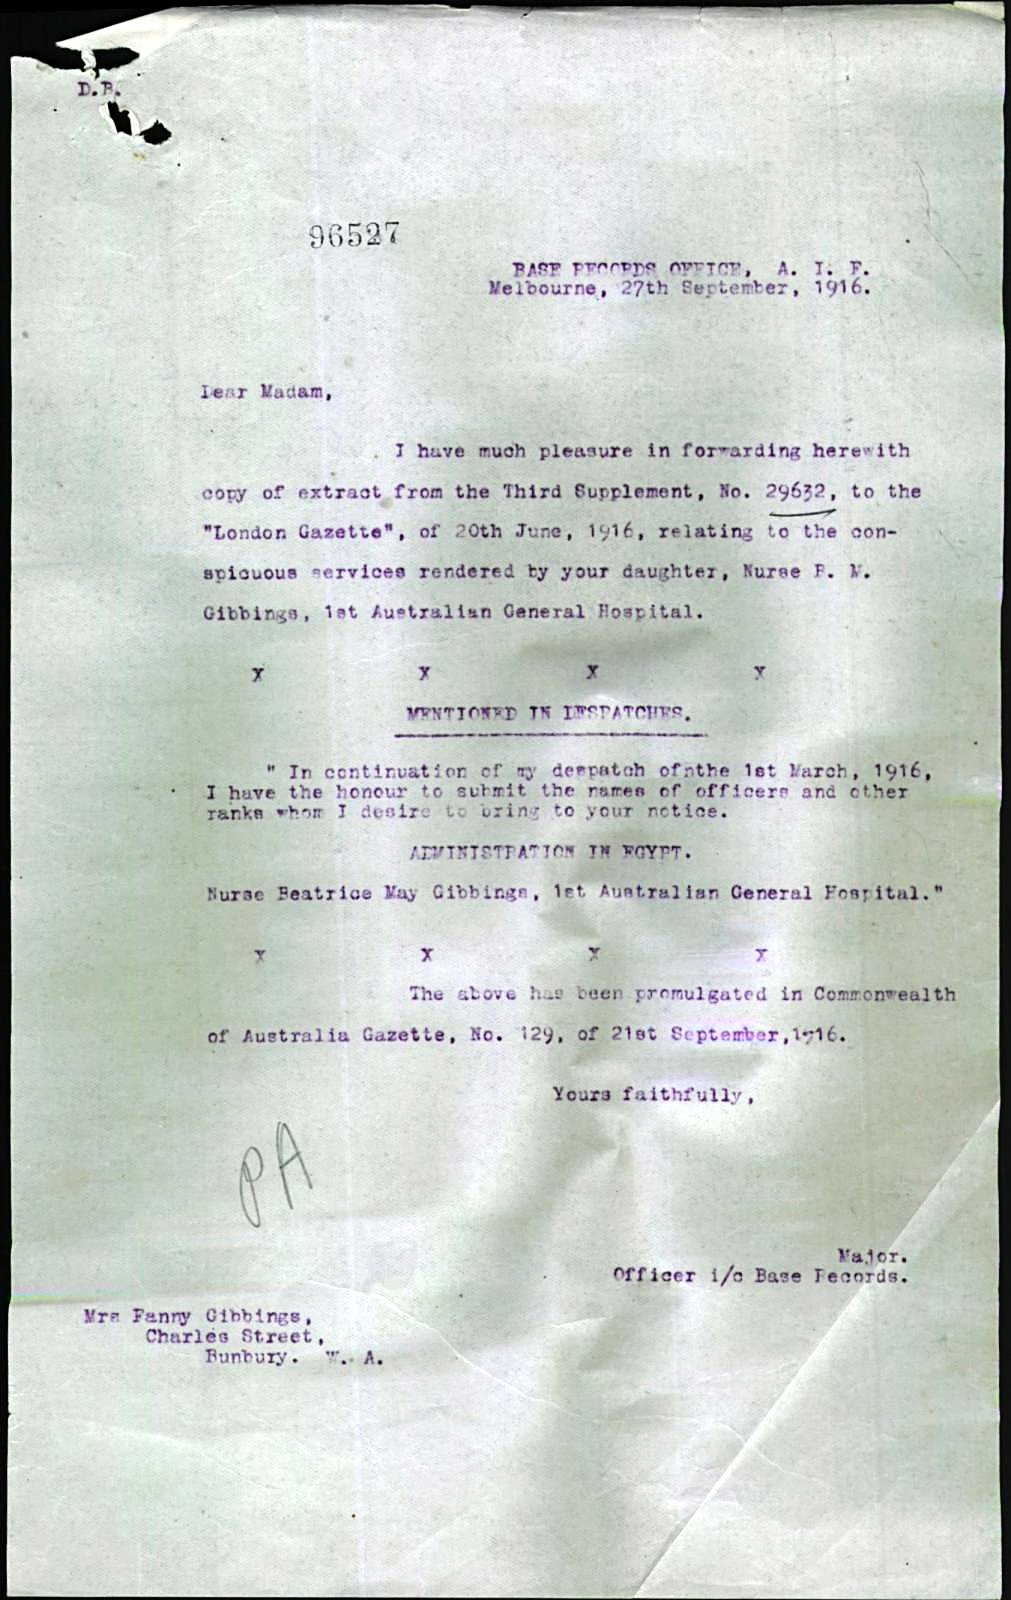 D.B.
96527
BASE RECORDS OFFICE, A. I. F.
Melbourne, 27th September, 1916.
Dear Madam,
I have much pleasure in forwarding herewith
copy of extract from the Third Supplement, No. 29632, to the
"London Gazette", of 20th June, 1916, relating to the con-
spicuous services rendered by your daughter, Nurse B. M.
Gibbings, 1st Australian General Hospital.
X X X X
MENTIONED IN DESPATCHES.
" In continuation of my despatch ofnthe 1st March, 1916,
I have the honour to submit the names of officers and other
ranks whom I desire to bring to your notice.
ADMINISTRATION IN EGYPT.
Nurse Beatrice May Gibbings, 1st Australian General Hospital."
X X X X
The above has been promulgated in Commonwealth
of Australia Gazette, No. 129, of 21st September,1916.
Yours faithfully,
PA
Major.
Officer i/c Base Records.
Mrs Fanny Gibbings,
Charles Street,
Bunbury. W. A.